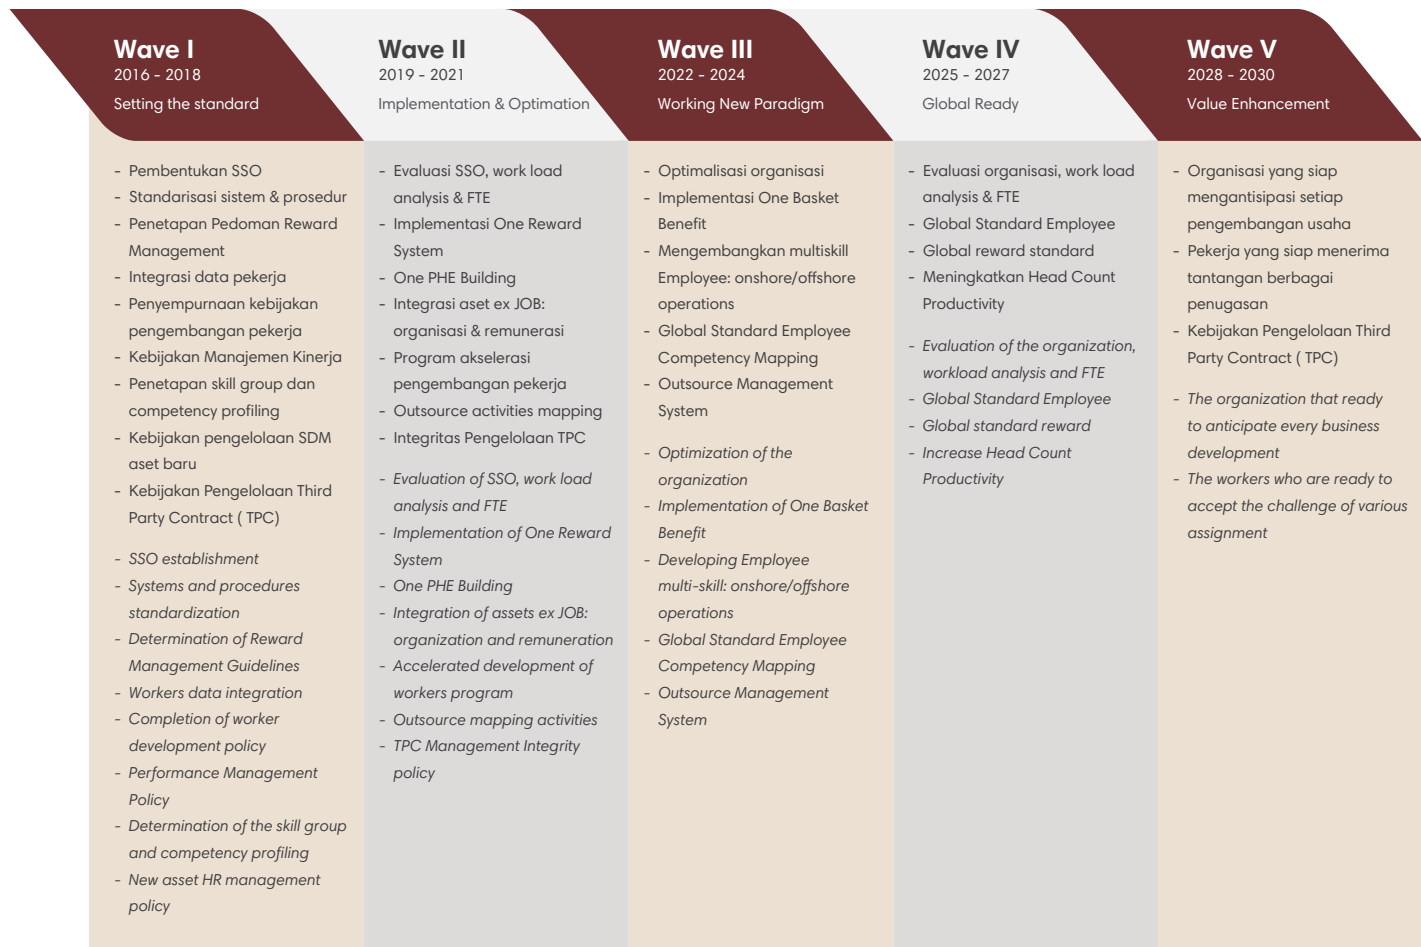 Wave I
2016 - 2018
Setting the standard
- Pembentukan SSO
- Standarisasi sistem & prosedur
- Penetapan Pedoman Reward
Management
- Integrasi data pekerja
- Penyempurnaan kebijakan
pengembangan pekerja
- Kebijakan Manajemen Kinerja
- Penetapan skill group dan
competency profiling
- Kebijakan pengelolaan SDM
aset baru
- Kebijakan Pengelolaan Third
Party Contract ( TPC)
- SSO establishment
- Systems and procedures
standardization
- Determination of Reward
Management Guidelines
- Workers data integration
- Completion of worker
development policy
- Performance Management
Policy
- Determination of the skill group
and competency profiling
- New asset HR management
policy
Wave II
2019 - 2021
Implementation & Optimation
- Evaluasi SSO, work load
analysis & FTE
- Implementasi One Reward
System
- One PHE Building
- Integrasi aset ex JOB:
organisasi & remunerasi
- Program akselerasi
pengembangan pekerja
- Outsource activities mapping
- Integritas Pengelolaan TPC
- Evaluation of SSO, work load
analysis and FTE
- Implementation of One Reward
System
- One PHE Building
- Integration of assets ex JOB:
organization and remuneration
- Accelerated development of
workers program
- Outsource mapping activities
- TPC Management Integrity
policy
Wave III
2022 - 2024
Working New Paradigm
- Optimalisasi organisasi
- Implementasi One Basket
Benefit
- Mengembangkan multiskill
Employee: onshore/offshore
operations
- Global Standard Employee
Competency Mapping
- Outsource Management
System
- Optimization of the
organization
- Implementation of One Basket
Benefit
- Developing Employee
multi-skill: onshore/offshore
operations
- Global Standard Employee
Competency Mapping
- Outsource Management
System
Wave IV
2025 - 2027
Global Ready
- Evaluasi organisasi, work load
analysis & FTE
- Global Standard Employee
- Global reward standard
- Meningkatkan Head Count
Productivity
- Evaluation of the organization,
workload analysis and FTE
- Global Standard Employee
- Global standard reward
- Increase Head Count
Productivity
Wave V
2028 - 2030
Value Enhancement
- Organisasi yang siap
mengantisipasi setiap
pengembangan usaha
- Pekerja yang siap menerima
tantangan berbagai
penugasan
- Kebijakan Pengelolaan Third
Party Contract ( TPC)
- The organization that ready
to anticipate every business
development
- The workers who are ready to
accept the challenge of various
assignment